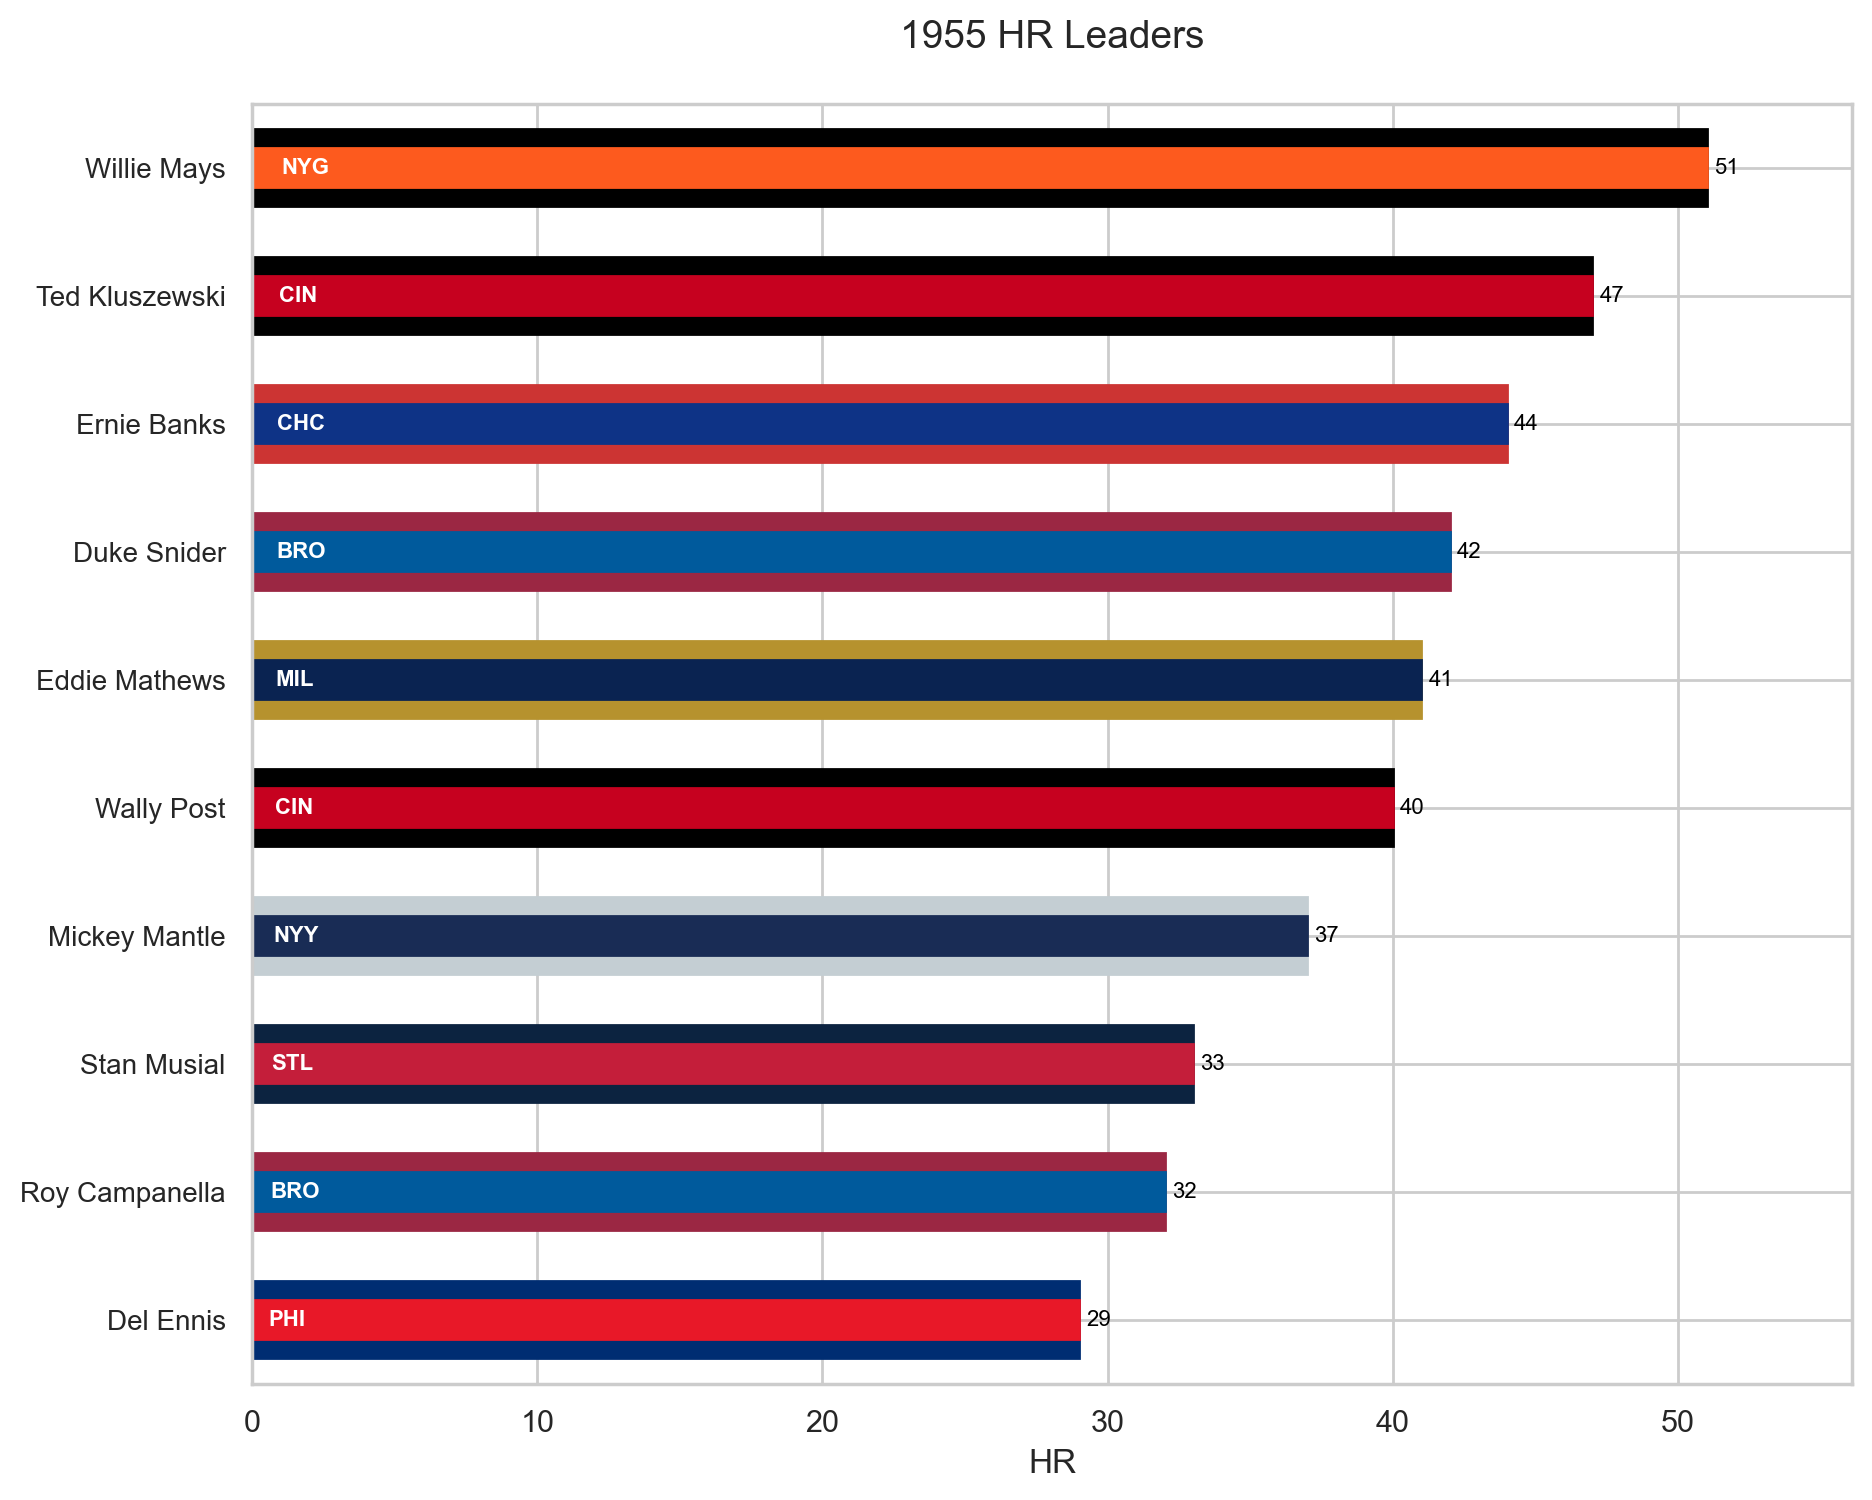 1955 HR Leaders
Willie Mays NYG 51
Ted Kluszewski CIN 47
Ernie Banks CHC 44
Duke Snider BRO 42
Eddie Mathews MIL 41
Wally Post CIN 40
Mickey Mantle NYY 37
Stan Musial STL 33
Roy Campanella BRO 32
Del Ennis PHI 29
0 10 20 30 40 50
HR